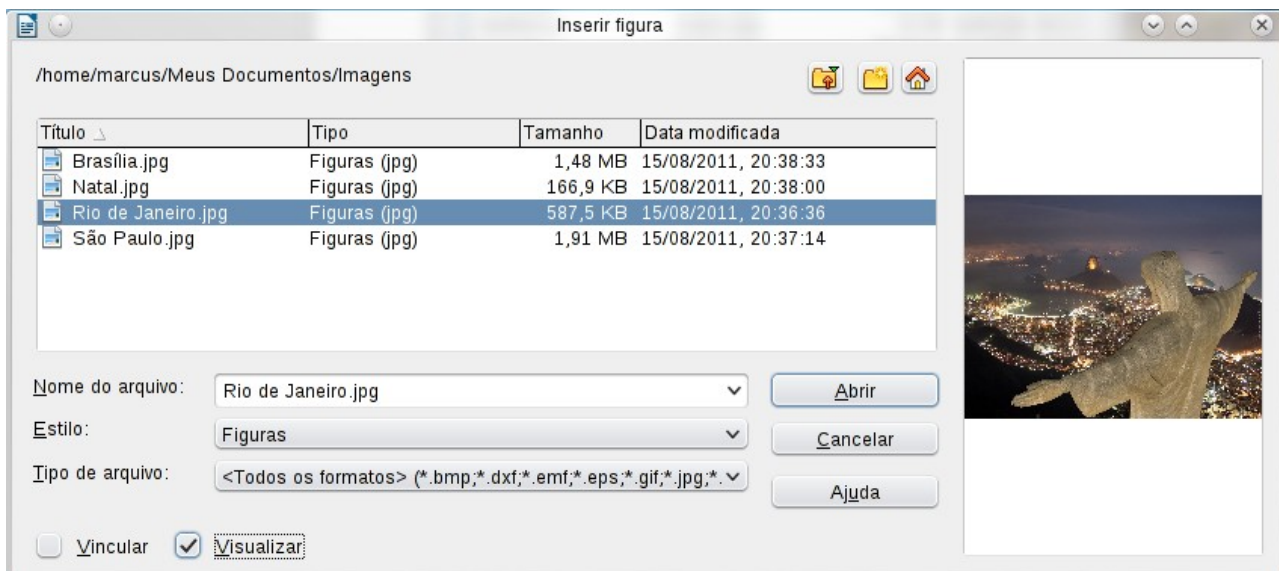 Inserir figura
/home/marcus/Meus Documentos/Imagens
Título Tipo Tamanho Data modificada
Brasília.jpg Figuras (jpg) 1,48 MB 15/08/2011, 20:38:33
Natal.jpg Figuras (jpg) 166,9 KB 15/08/2011, 20:38:00
Rio de Janeiro.jpg Figuras (jpg) 587,5 KB 15/08/2011, 20:36:36
São Paulo.jpg Figuras (jpg) 1,91 MB 15/08/2011, 20:37:14
Nome do arquivo: Rio de Janeiro.jpg Abrir
Estilo: Figuras Cancelar
Tipo de arquivo: <Todos os formatos> (*.bmp;*.dxf;*.emf;*.eps;*.gif;*.jpg;*. Ajuda
Vincular Visualizar